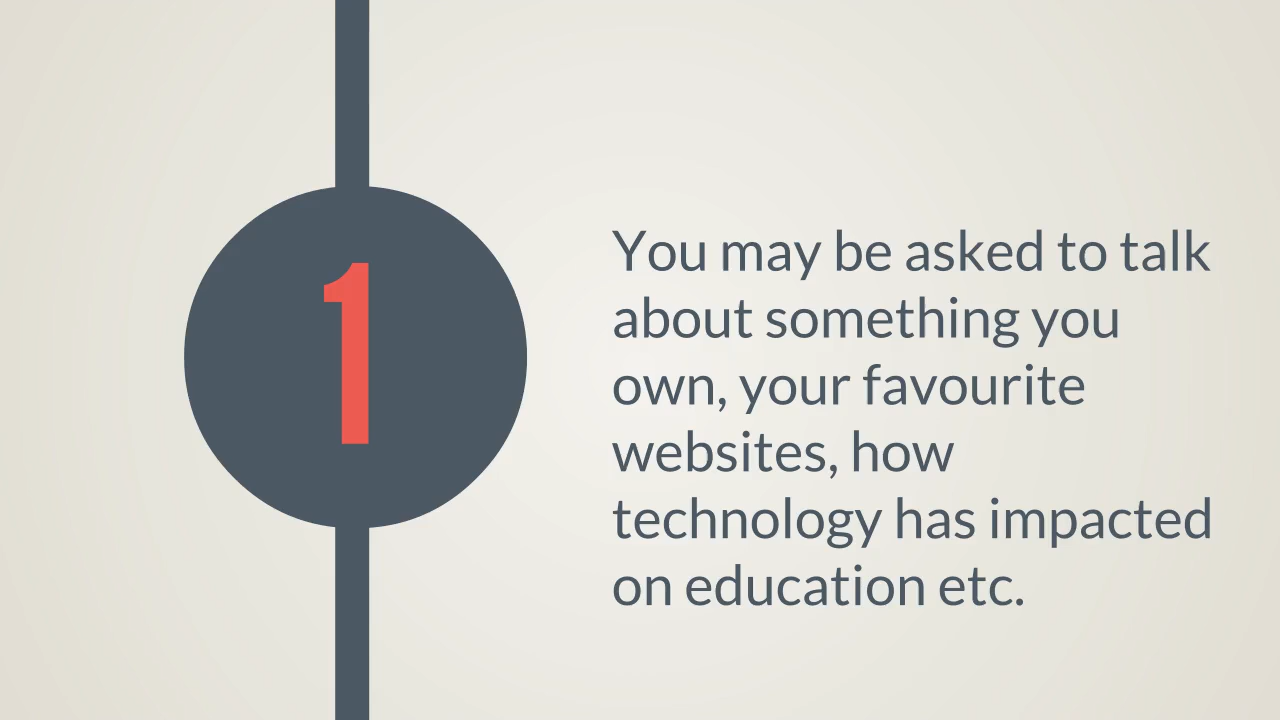 1
You may be asked to talk
about something you
own, your favourite
websites, how
technology has impacted
on education etc.